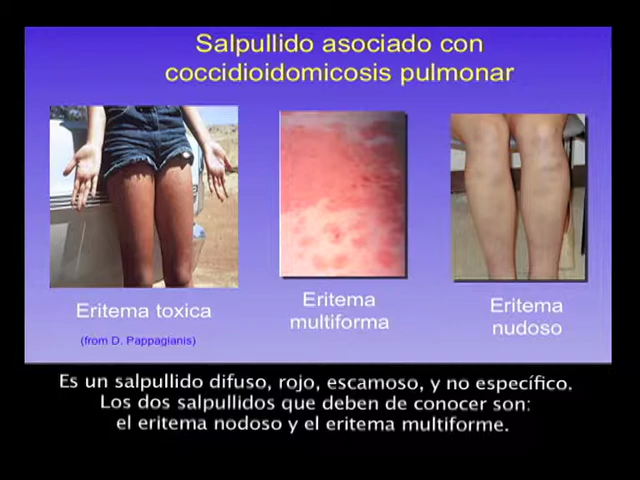 Salpullido asociado con
coccidioidomicosis pulmonar
Eritema toxica
(from D. Pappagianis)
Eritema
multiforma
Eritema
nudoso
Es un salpullido difuso, rojo, escamoso, y no específico.
Los dos salpullidos que deben de conocer son:
el eritema nodoso y el eritema multiforme.